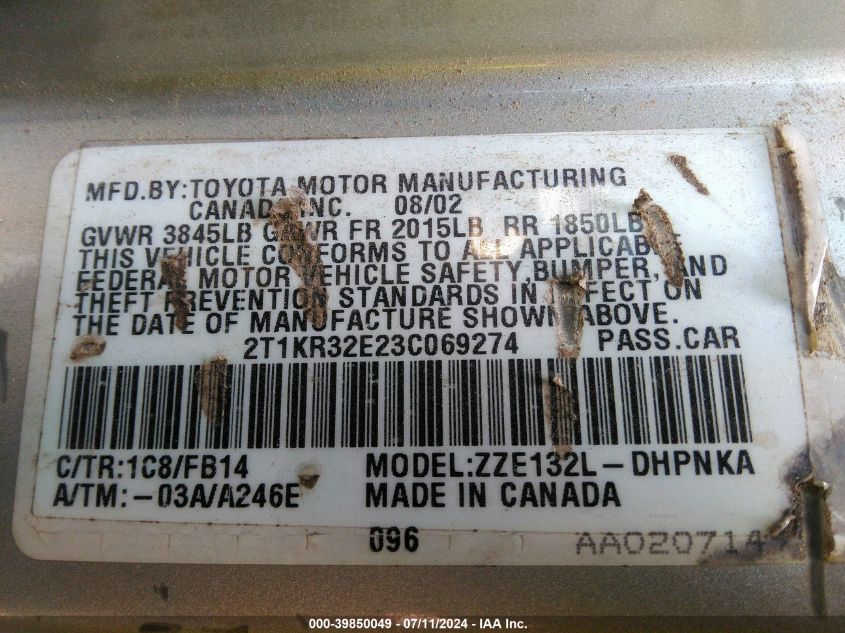 MFD.BY:TOYOTA MOTOR MANUFACTURING
CANADA INC. 08/02
GVWR 3845LB GAWR FR 2015LB RR 1850LB
THIS VEHICLE CONFORMS TO ALL APPLICABLE
FEDERAL MOTOR VEHICLE SAFETY, BUMPER, AND
THEFT PREVENTION STANDARDS IN EFFECT ON
THE DATE OF MANUFACTURE SHOWN ABOVE.
2T1KR32E23C069274 PASS.CAR
C/TR:1C8/FB14 MODEL:ZZE132L-DHPNKA
A/TM:-03A/A246E MADE IN CANADA
096
000-39850049 - 07/11/2024 - IAA Inc.